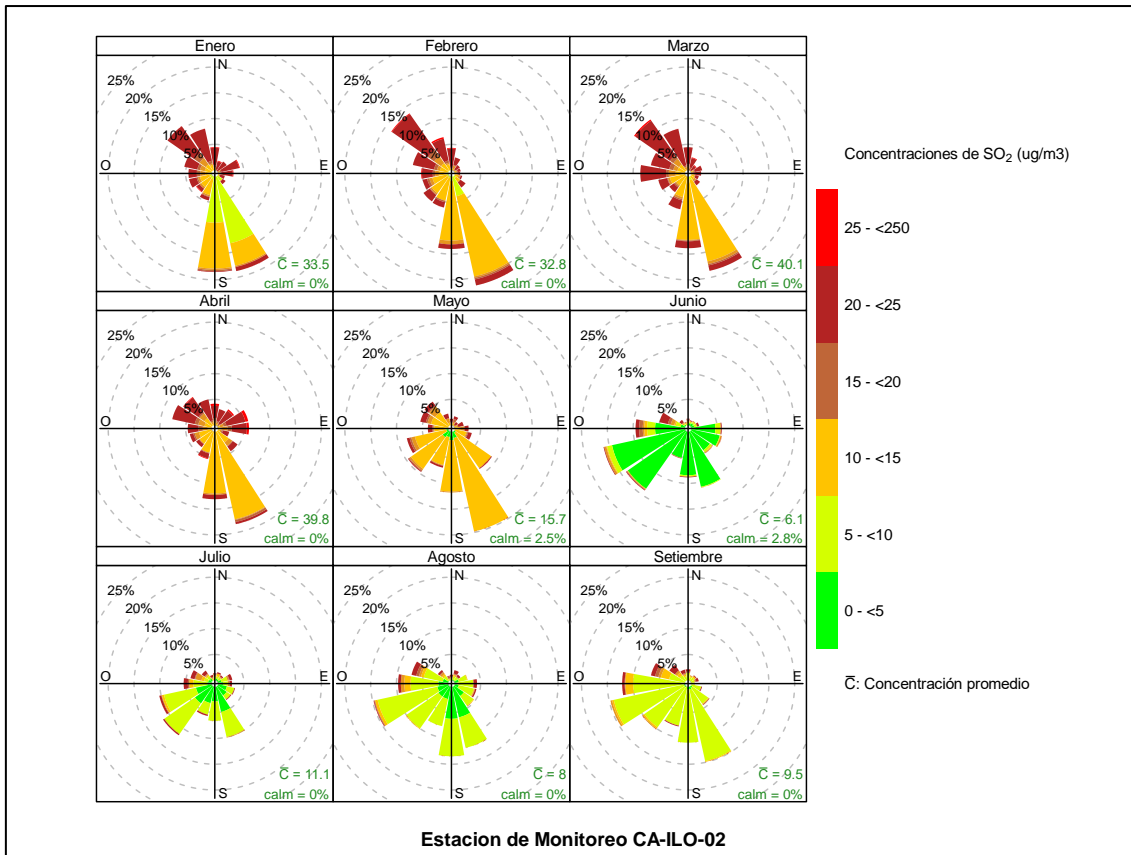 Enero
N
25%
20%
15%
10%
5%
O
E
S
C̅ = 33.5
calm = 0%
Febrero
N
25%
20%
15%
10%
5%
O
E
S
C̅ = 32.8
calm = 0%
Marzo
N
25%
20%
15%
10%
5%
O
E
S
C̅ = 40.1
calm = 0%
Abril
N
25%
20%
15%
10%
5%
O
E
S
C̅ = 39.8
calm = 0%
Mayo
N
25%
20%
15%
10%
5%
O
E
S
C̅ = 15.7
calm = 2.5%
Junio
N
25%
20%
15%
10%
5%
O
E
S
C̅ = 6.1
calm = 2.8%
Julio
N
25%
20%
15%
10%
5%
O
E
S
C̅ = 11.1
calm = 0%
Agosto
N
25%
20%
15%
10%
5%
O
E
S
C̅ = 8
calm = 0%
Setiembre
N
25%
20%
15%
10%
5%
O
E
S
C̅ = 9.5
calm = 0%
Concentraciones de SO₂ (ug/m3)
25 - <250
20 - <25
15 - <20
10 - <15
5 - <10
0 - <5
C̅: Concentración promedio
Estacion de Monitoreo CA-ILO-02